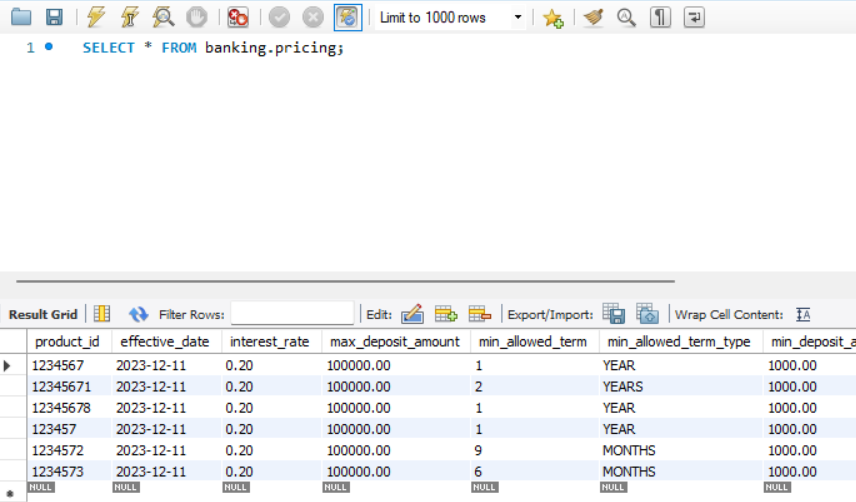 Limit to 1000 rows
1 SELECT * FROM banking.pricing;
Result Grid Filter Rows: Edit: Export/Import: Wrap Cell Content:
product_id effective_date interest_rate max_deposit_amount min_allowed_term min_allowed_term_type min_deposit_a
1234567 2023-12-11 0.20 100000.00 1 YEAR 1000.00
12345671 2023-12-11 0.20 100000.00 2 YEARS 1000.00
12345678 2023-12-11 0.20 100000.00 1 YEAR 1000.00
123457 2023-12-11 0.20 100000.00 1 YEAR 1000.00
1234572 2023-12-11 0.20 100000.00 9 MONTHS 1000.00
1234573 2023-12-11 0.20 100000.00 6 MONTHS 1000.00
NULL NULL NULL NULL NULL NULL NULL